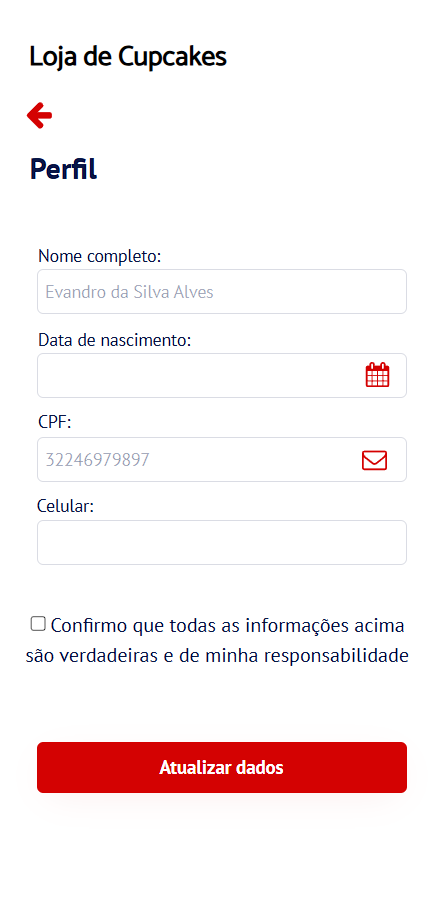 Loja de Cupcakes
Perfil
Nome completo:
Evandro da Silva Alves
Data de nascimento:
CPF:
32246979897
Celular:
Confirmo que todas as informações acima
são verdadeiras e de minha responsabilidade
Atualizar dados